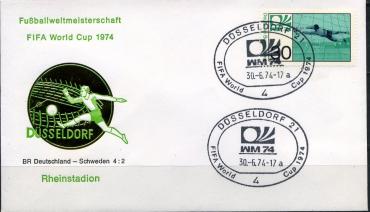 Fußballweltmeisterschaft
FIFA World Cup 1974
DÜSSELDORF
BR Deutschland – Schweden 4:2
Rheinstadion
30
DÜSSELDORF 21
WM 74
30.-6.74-17 a
FIFA World Cup 1974
4
DÜSSELDORF 21
WM 74
30.-6.74-17 a
FIFA World Cup 1974
4